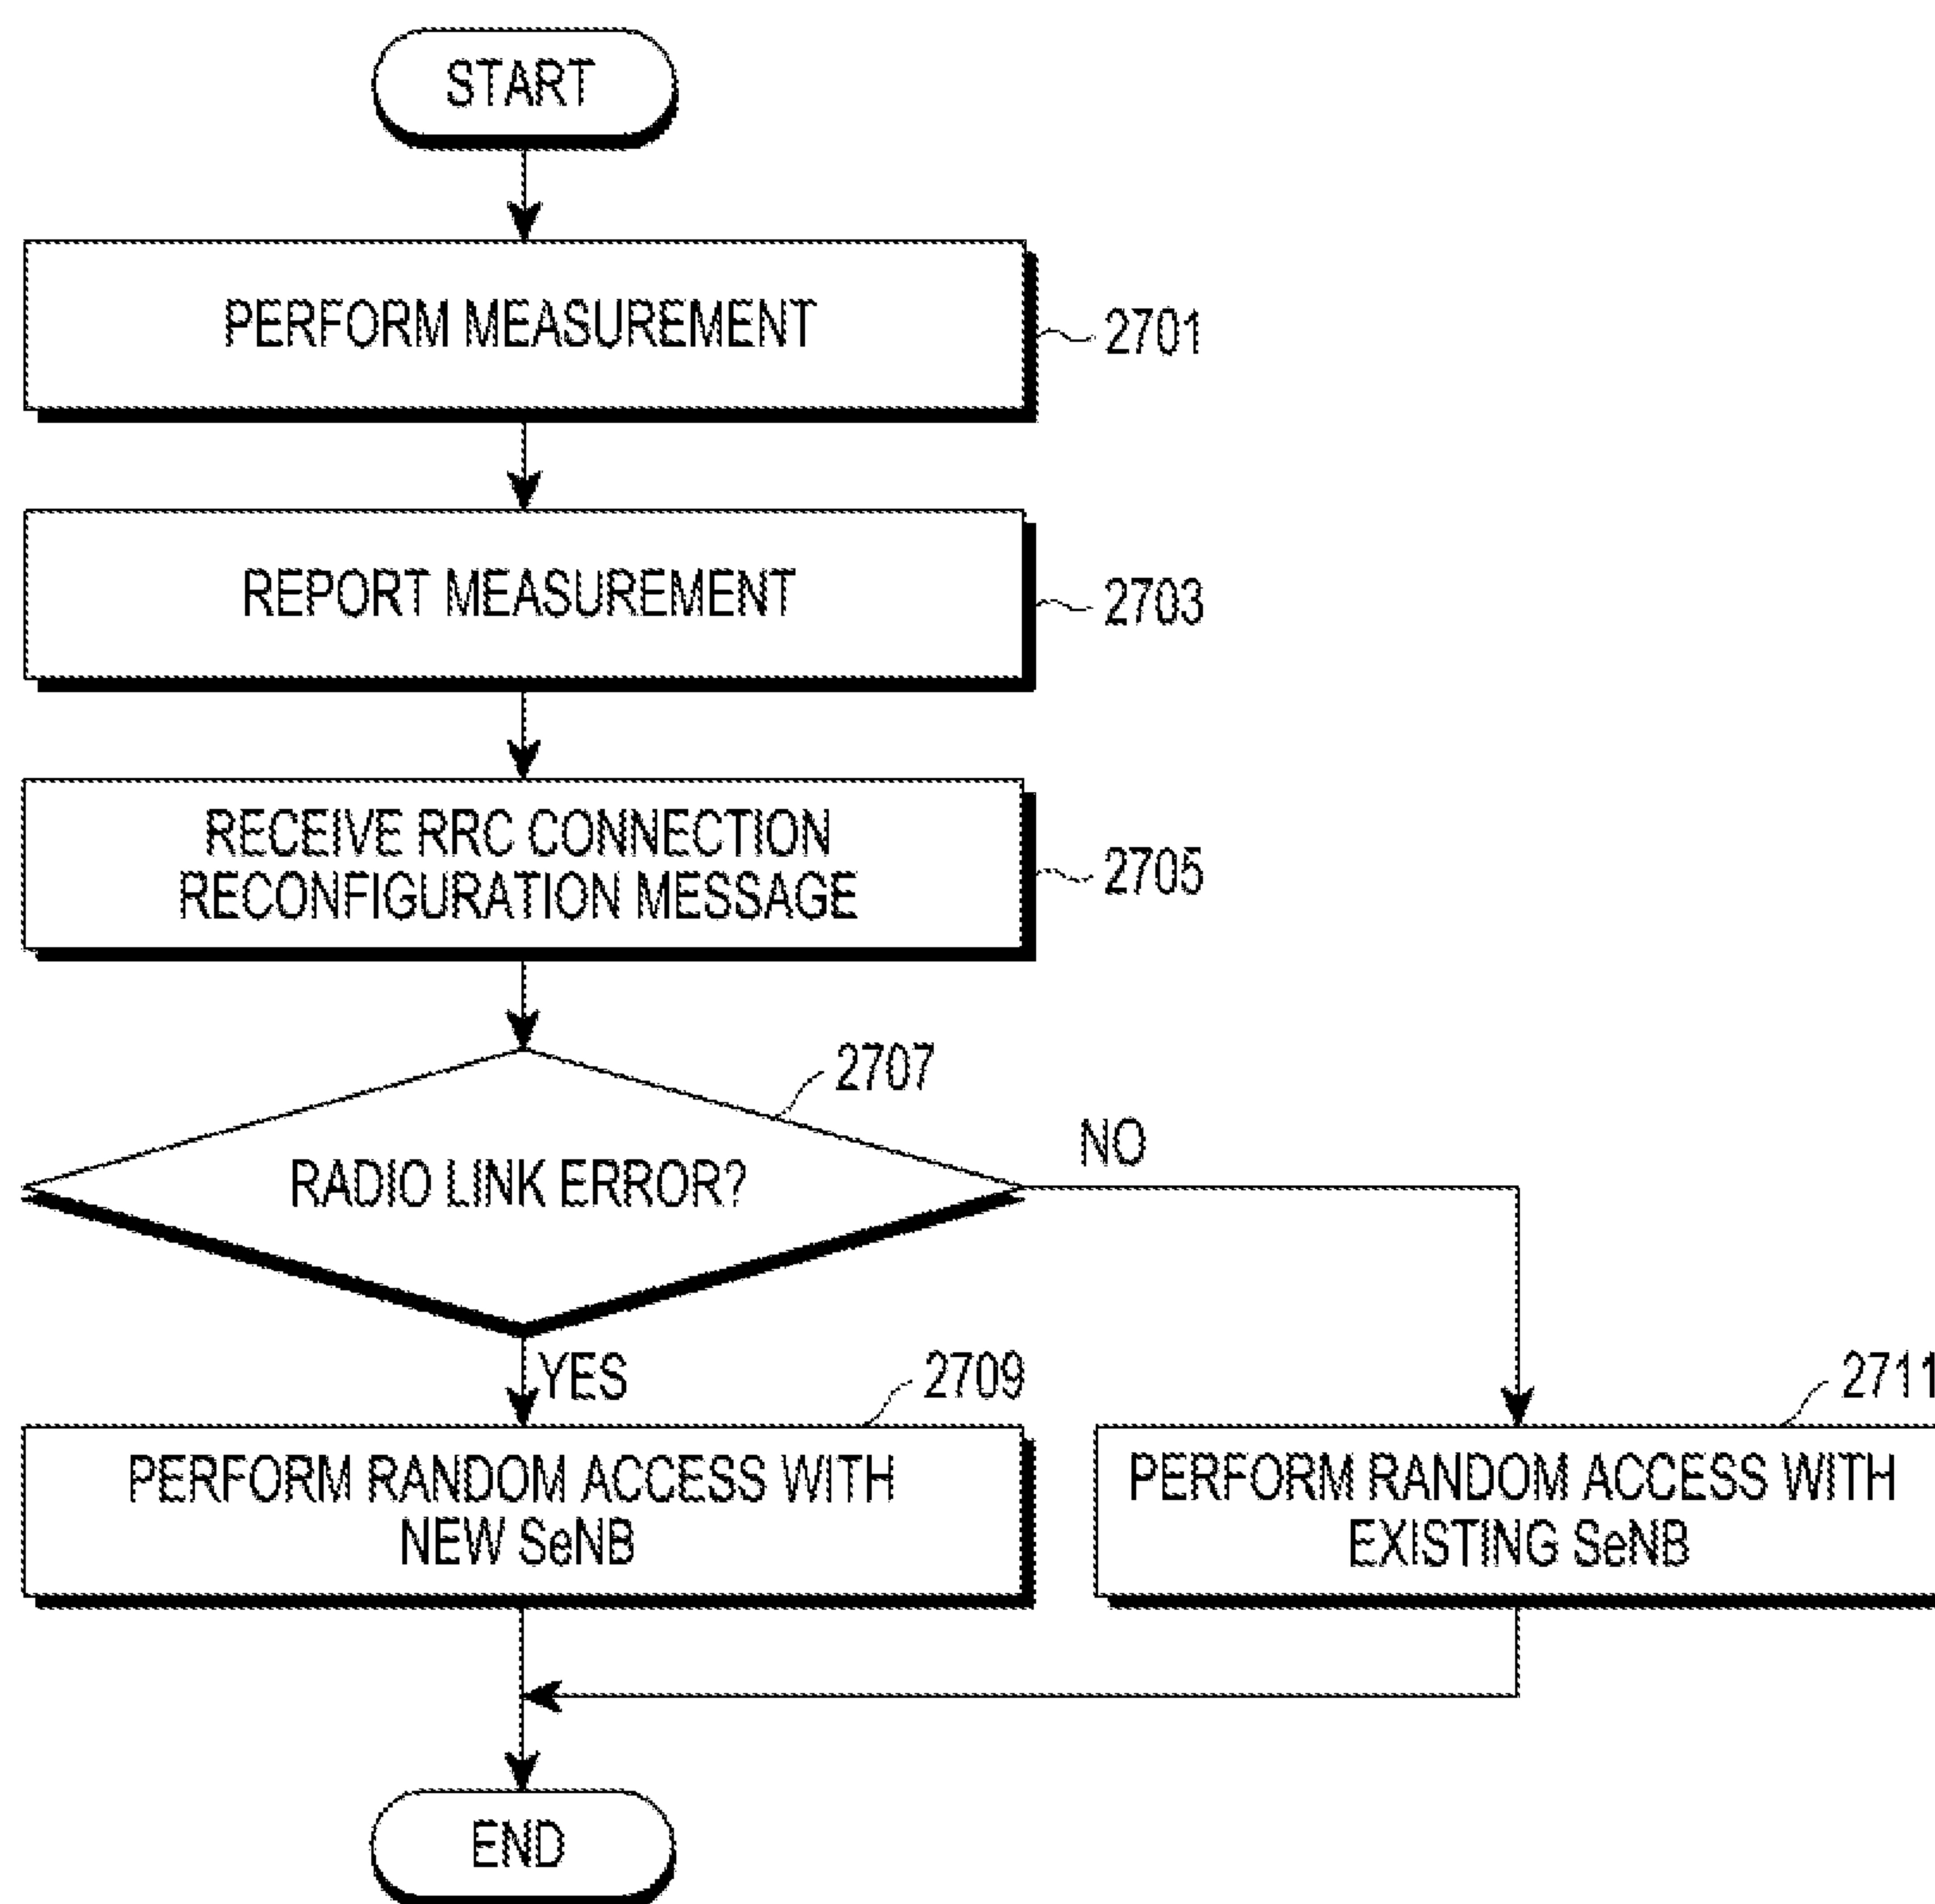 START
PERFORM MEASUREMENT
2701
REPORT MEASUREMENT
2703
RECEIVE RRC CONNECTION
RECONFIGURATION MESSAGE
2705
2707
RADIO LINK ERROR?
NO
YES
2709
PERFORM RANDOM ACCESS WITH
NEW SeNB
2711
PERFORM RANDOM ACCESS WITH
EXISTING SeNB
END